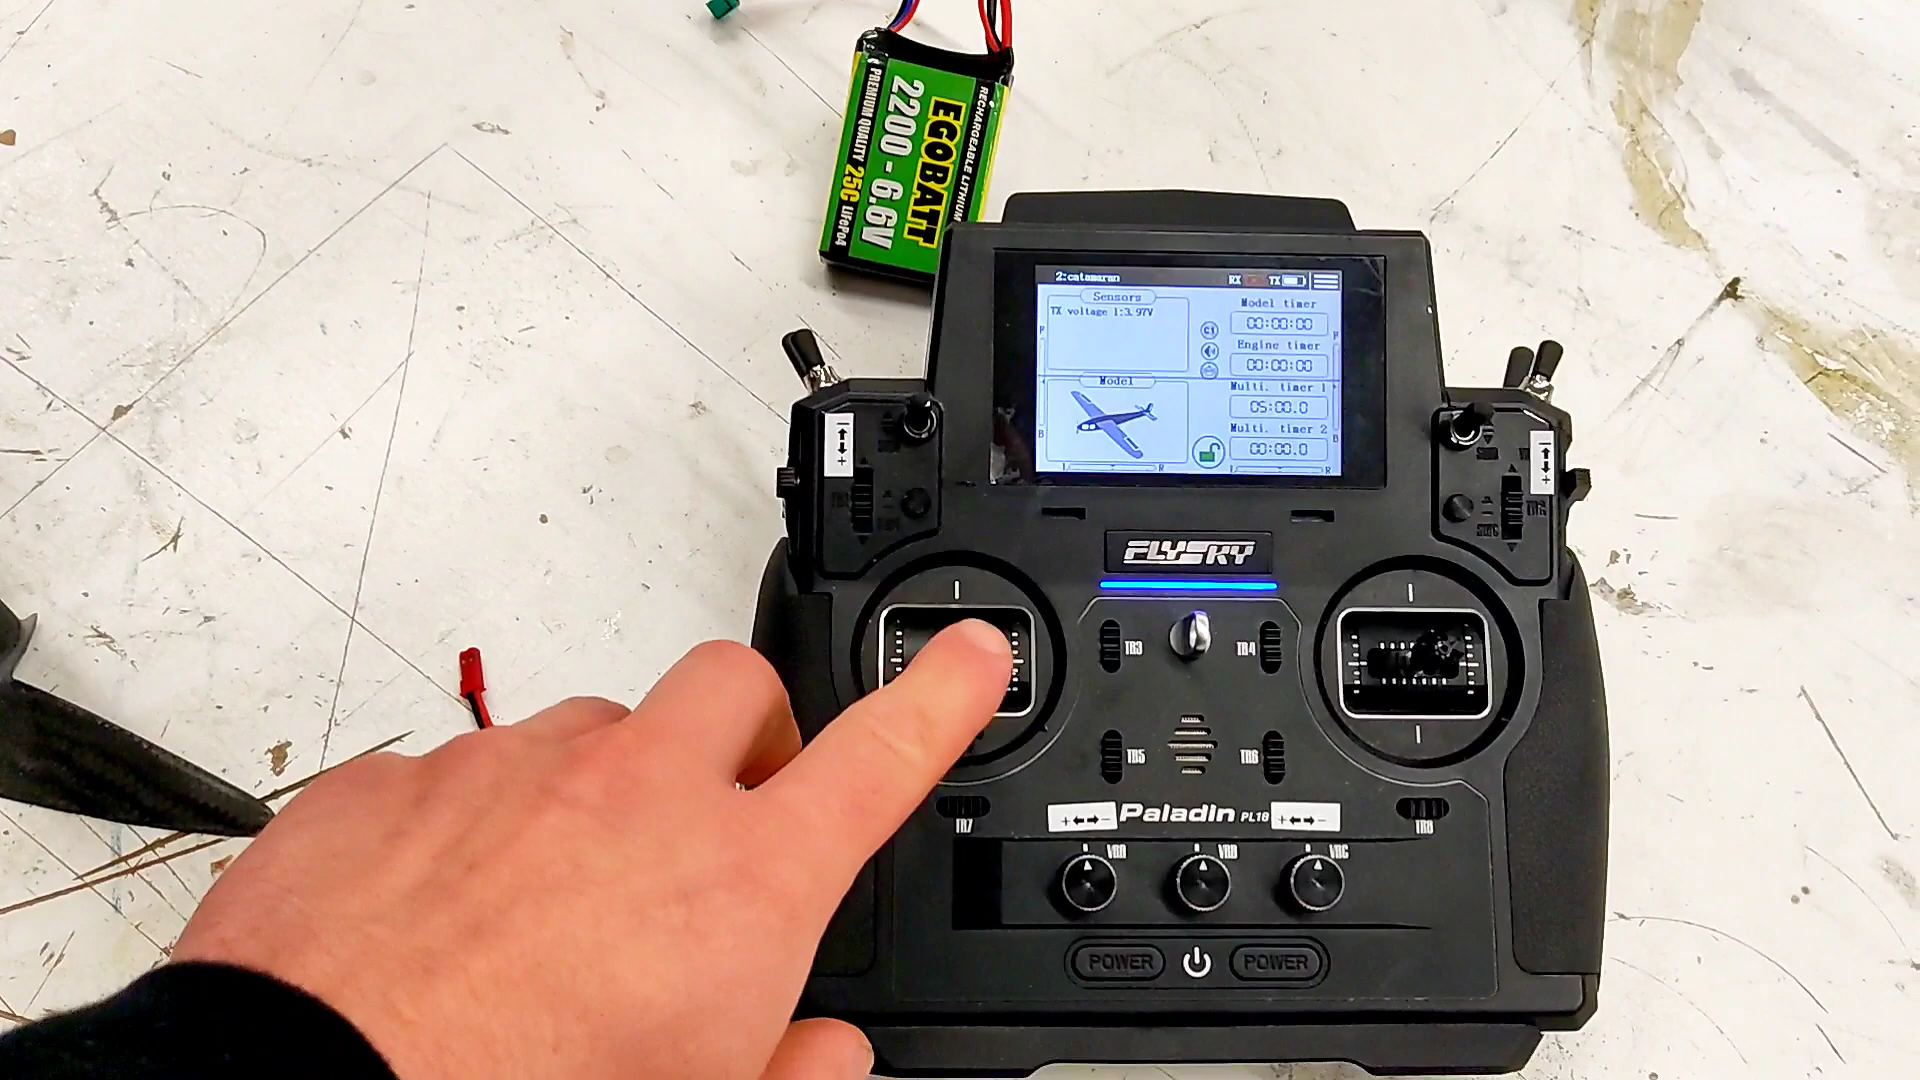 RECHARGEABLE LITHIUM
EGOBATT
2200 - 6.6V
PREMIUM QUALITY 25C LiFePo4
2:catamaran
RX
TX
Sensors
TX voltage 1:3.97V
Model timer
00:00:00
Engine timer
00:00:00
Multi. timer 1
05:00.0
Multi. timer 2
00:00.0
Model
F
F
B
B
L
R
L
R
C1
FLYSKY
TR3
TR4
TR5
TR6
TR7
TR8
+ -
Paladin PL18
+ -
VRA
VRB
VRC
POWER
POWER